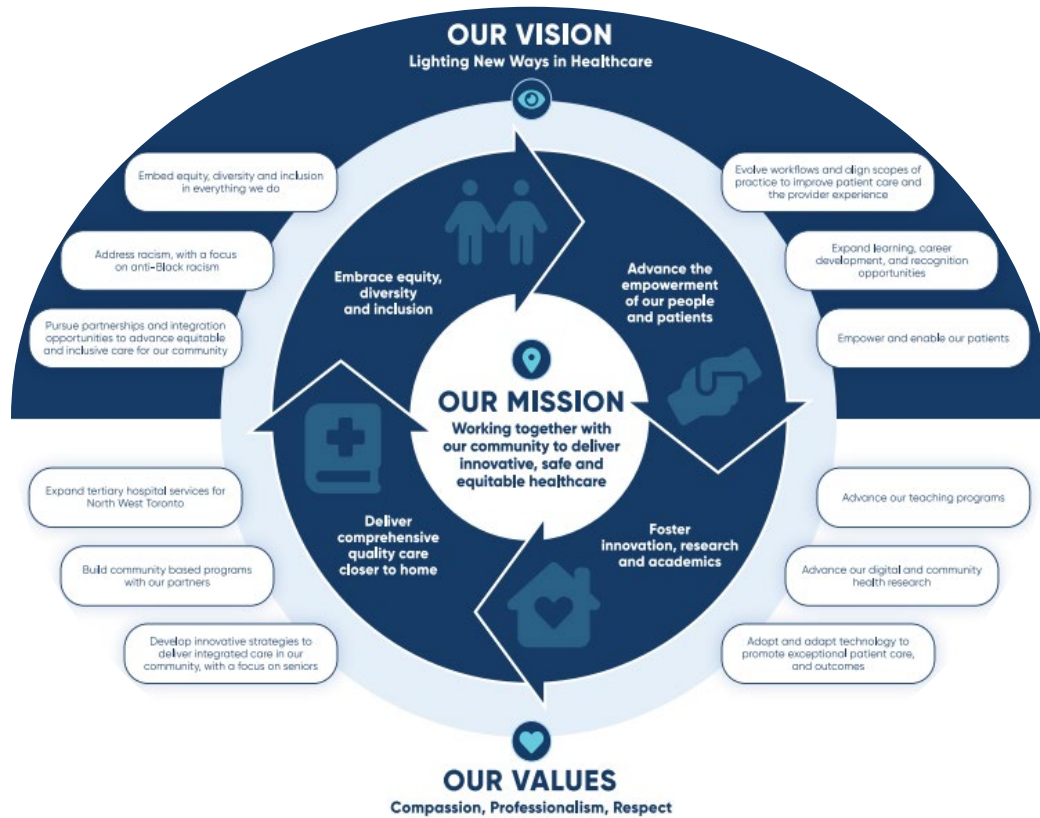 OUR VISION
Lighting New Ways in Healthcare
Embed equity, diversity and inclusion
in everything we do
Address racism, with a focus
on anti-Black racism
Pursue partnerships and integration
opportunities to advance equitable
and inclusive care for our community
Embrace equity,
diversity
and inclusion
Evolve workflows and align scopes of
practice to improve patient care and
the provider experience
Expand learning, career
development, and recognition
opportunities
Empower and enable our patients
Advance the
empowerment
of our people
and patients
OUR MISSION
Working together with
our community to deliver
innovative, safe and
equitable healthcare
Expand tertiary hospital services for
North West Toronto
Build community based programs
with our partners
Develop innovative strategies to
deliver integrated care in our
community, with a focus on seniors
Deliver
comprehensive
quality care
closer to home
Foster
innovation, research
and academics
Advance our teaching programs
Advance our digital and community
health research
Adopt and adapt technology to
promote exceptional patient care,
and outcomes
OUR VALUES
Compassion, Professionalism, Respect